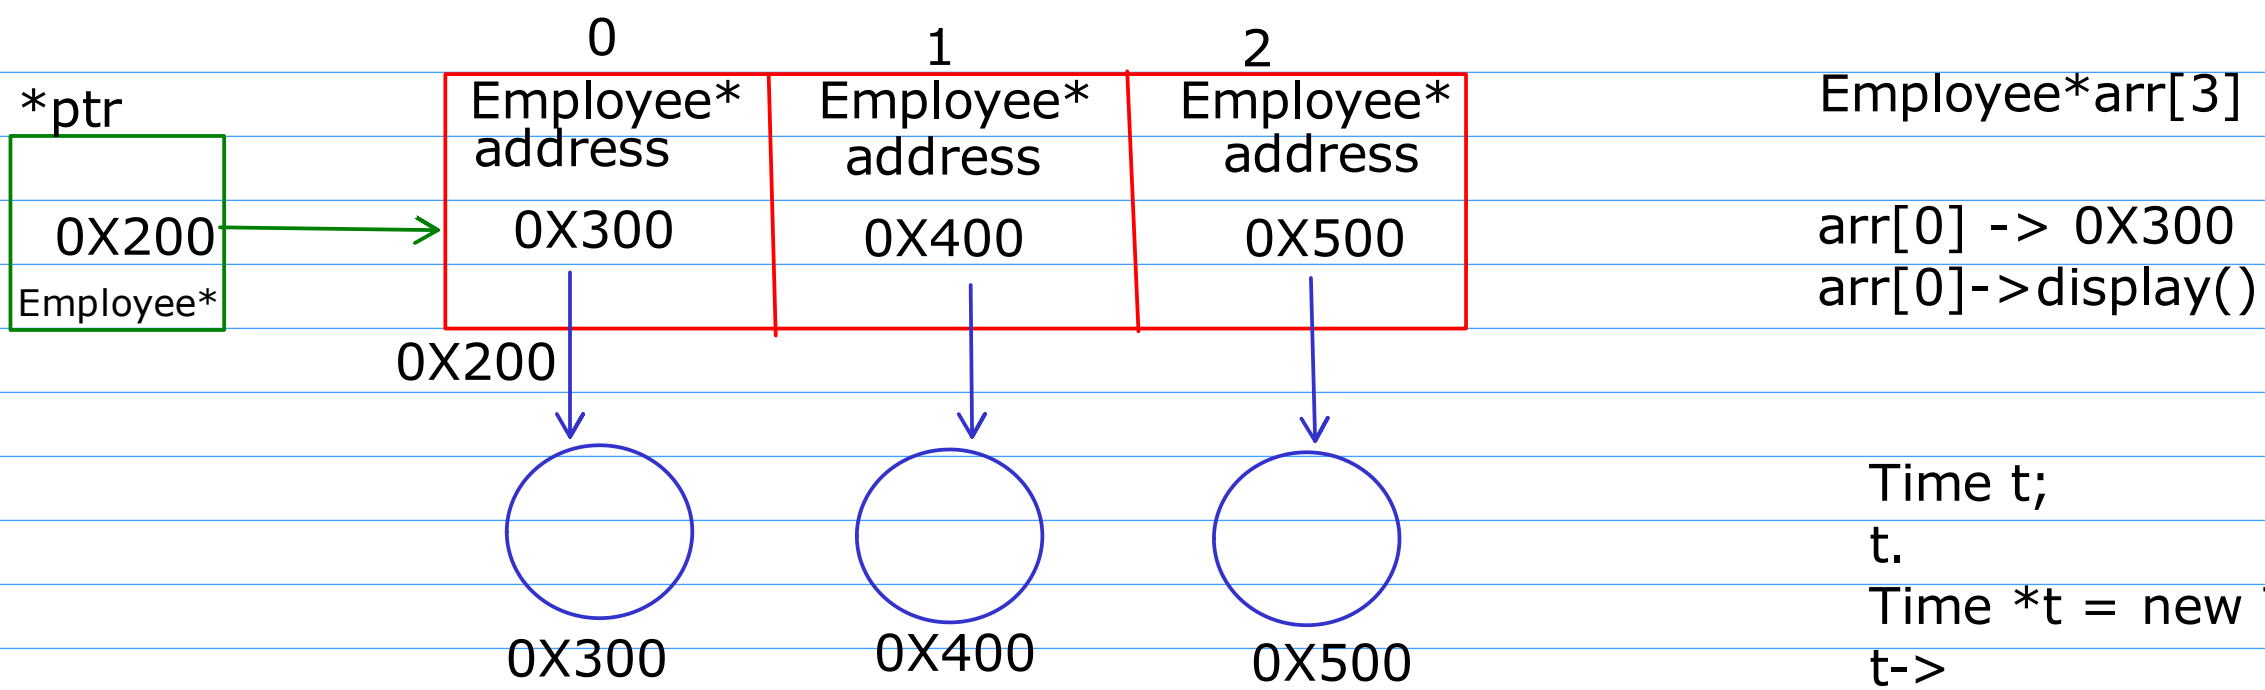 0 1 2
*ptr
Employee* Employee* Employee*
address address address
0X200 0X300 0X400 0X500
Employee*
0X200
0X300 0X400 0X500
Employee*arr[3]
arr[0] -> 0X300
arr[0]->display()
Time t;
t.
Time *t = new
t->